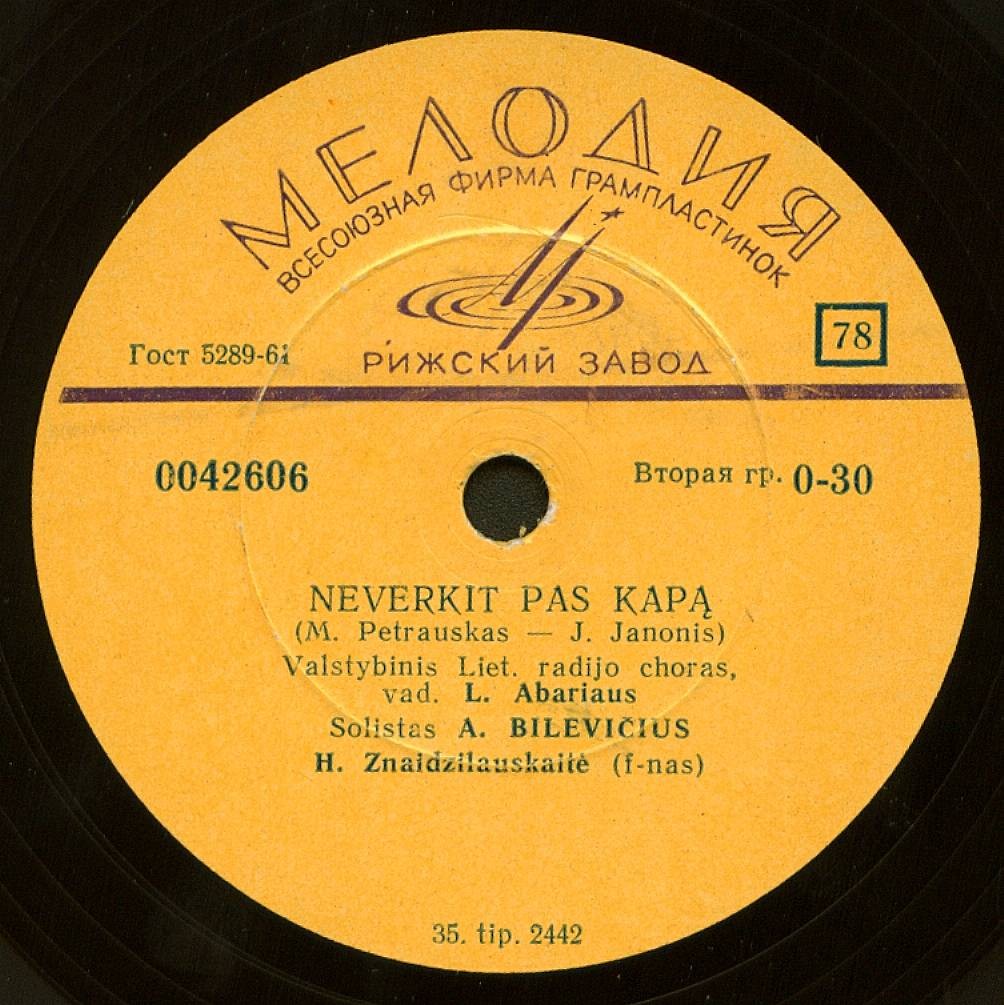 МЕЛОДИЯ
ВСЕСОЮЗНАЯ ФИРМА ГРАМПЛАСТИНОК
Гост 5289-61
РИЖСКИЙ ЗАВОД
78
0042606
Вторая гр. 0-30
NEVERKIT PAS KAPĄ
(M. Petrauskas — J. Janonis)
Valstybinis Liet. radijo choras,
vad. L. Abariaus
Solistas A. BILEVIČIUS
H. Znaidzilauskaitė (f-nas)
35. tip. 2442